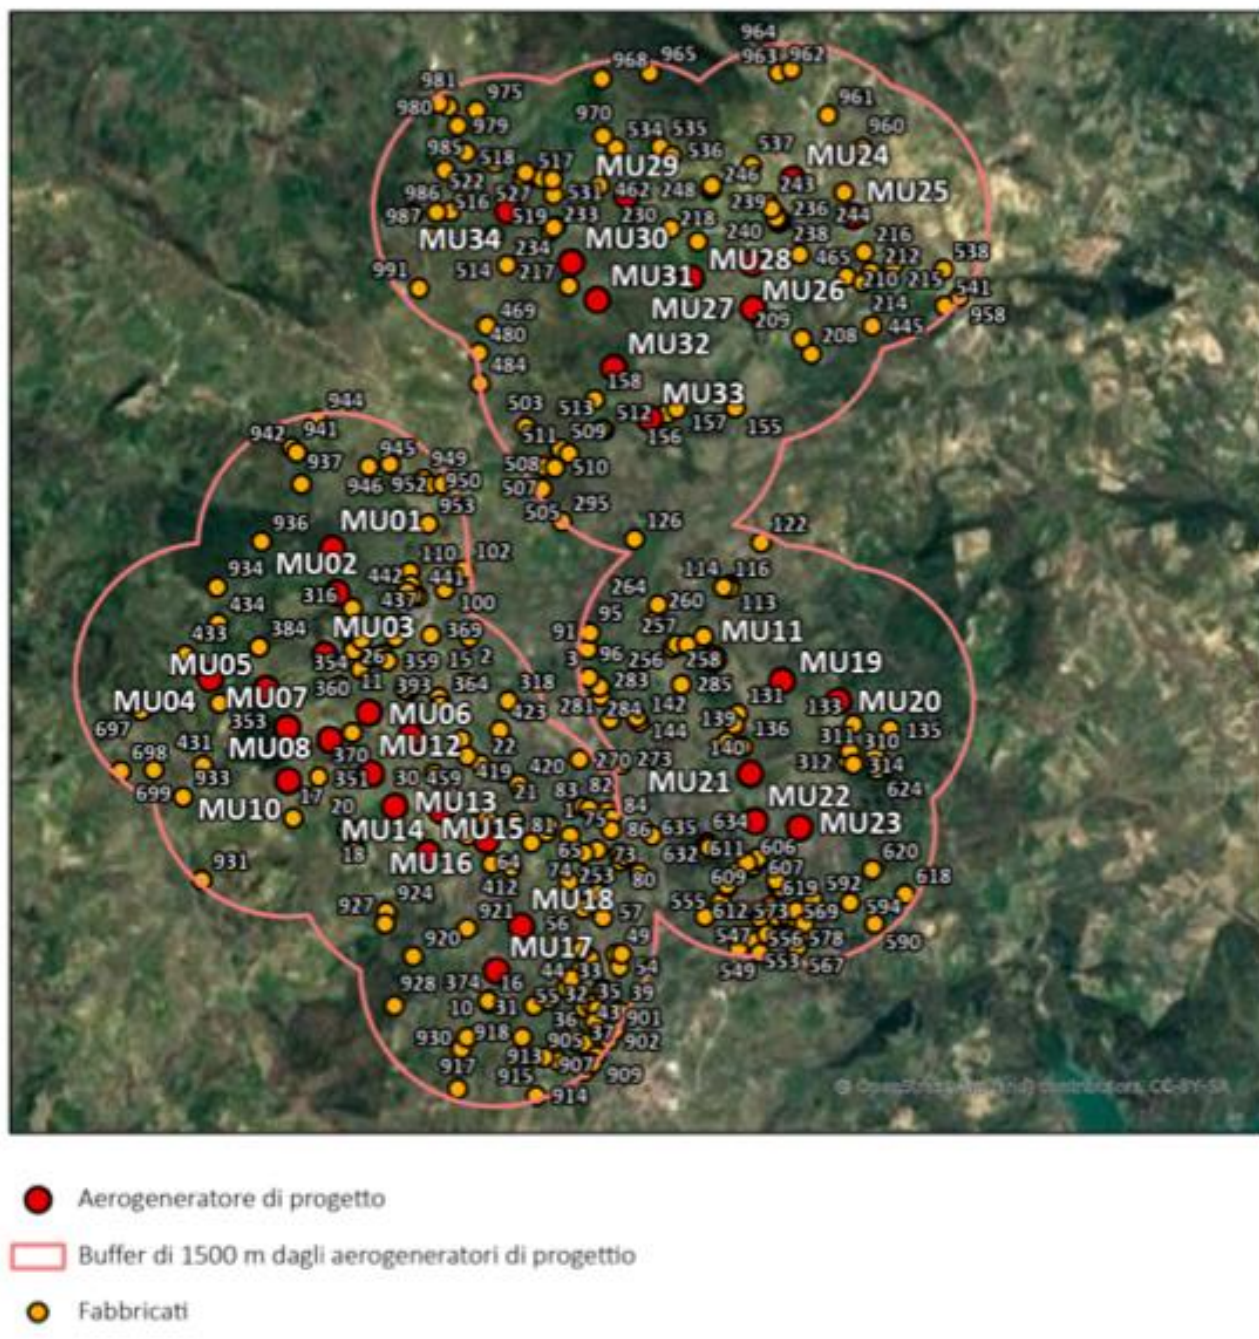 964
968 965 963 962
981
980 975 961
979 970 960
534 535 537
985 518 517 536 MU24
MU29 246
522 527 531 462 248 243 MU25
986 516 239 236
987 519 233 230 218 244
MU34 MU30 240 238 216
234 MU28 465 212 538
514 217 MU31 210 215
991 MU26 541
469 MU27 209 214 958
480 208 445
MU32
484 158
944 503 513 MU33
942 941 511 512 157 155
509 156
937 945 949 508 510
946 952 950 507
953 295
936 MU01 505 126 122
MU02 110 102
934 442 441 264 114 116
316 437 100 260 113
434 95
433 384 MU03 369 91 257 MU11
96
MU05 354 26 359 15 2 3 256 258 MU19
360 11 283 285
MU04 MU07 393 364 318 131 133 MU20
281 142
697 353 MU06 423 284 139 136 135
431 144 311 310
698 MU08 370 MU12 22 140
420 270 273 312 314
933 351 30 459 419 MU21
699 17 21 83 82 624
MU10 20 MU13 1 84 MU22
75
MU14 MU15 81 86 635 634 MU23
18 MU16 64 65 73 632 611 606
412 74 253 80 609 607 620
931 924 MU18 619 592 618
927 921 56 57 555 612 573 569 594
920 MU17 49 547 556 578 590
44 33 54 549 553 567
928 374 16 39
10 31 55 32 35
36 43 901
930 918 905 37 902
917 913 907
915 909
914
© OpenStreetMap (and) contributors, CC-BY-SA
Aerogeneratore di progetto
Buffer di 1500 m dagli aerogeneratori di progettio
Fabbricati